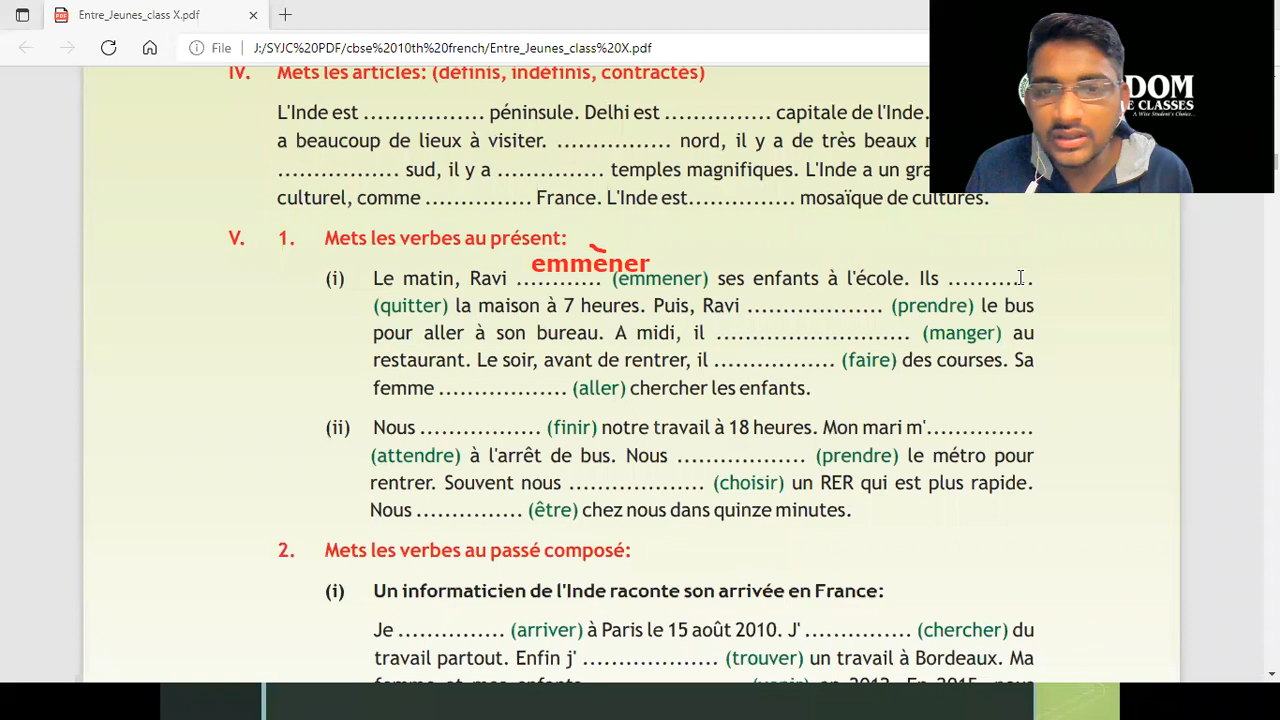 Entre_Jeunes_class X.pdf
File J:/SYJC%20PDF/cbse%2010th%20french/Entre_Jeunes_class%20X.pdf
DOM
E CLASSES
A Wise Student's Choice...
IV. Mets les articles: (définis, indéfinis, contractés)
L'Inde est ................ péninsule. Delhi est .............. capitale de l'Inde.
a beaucoup de lieux à visiter. ............... nord, il y a de très beaux
................ sud, il y a .............. temples magnifiques. L'Inde a un
culturel, comme .............. France. L'Inde est.............. mosaïque de cultures.
V. 1. Mets les verbes au présent:
emmener
(i) Le matin, Ravi ............ (emmener) ses enfants à l'école. Ils ............
(quitter) la maison à 7 heures. Puis, Ravi .................. (prendre) le bus
pour aller à son bureau. A midi, il .......................... (manger) au
restaurant. Le soir, avant de rentrer, il ................ (faire) des courses. Sa
femme ................. (aller) chercher les enfants.
(ii) Nous ................ (finir) notre travail à 18 heures. Mon mari m'..............
(attendre) à l'arrêt de bus. Nous ................. (prendre) le métro pour
rentrer. Souvent nous .................. (choisir) un RER qui est plus rapide.
Nous .............. (être) chez nous dans quinze minutes.
2. Mets les verbes au passé composé:
(i) Un informaticien de l'Inde raconte son arrivée en France:
Je .............. (arriver) à Paris le 15 août 2010. J' .............. (chercher) du
travail partout. Enfin j' .................. (trouver) un travail à Bordeaux. Ma